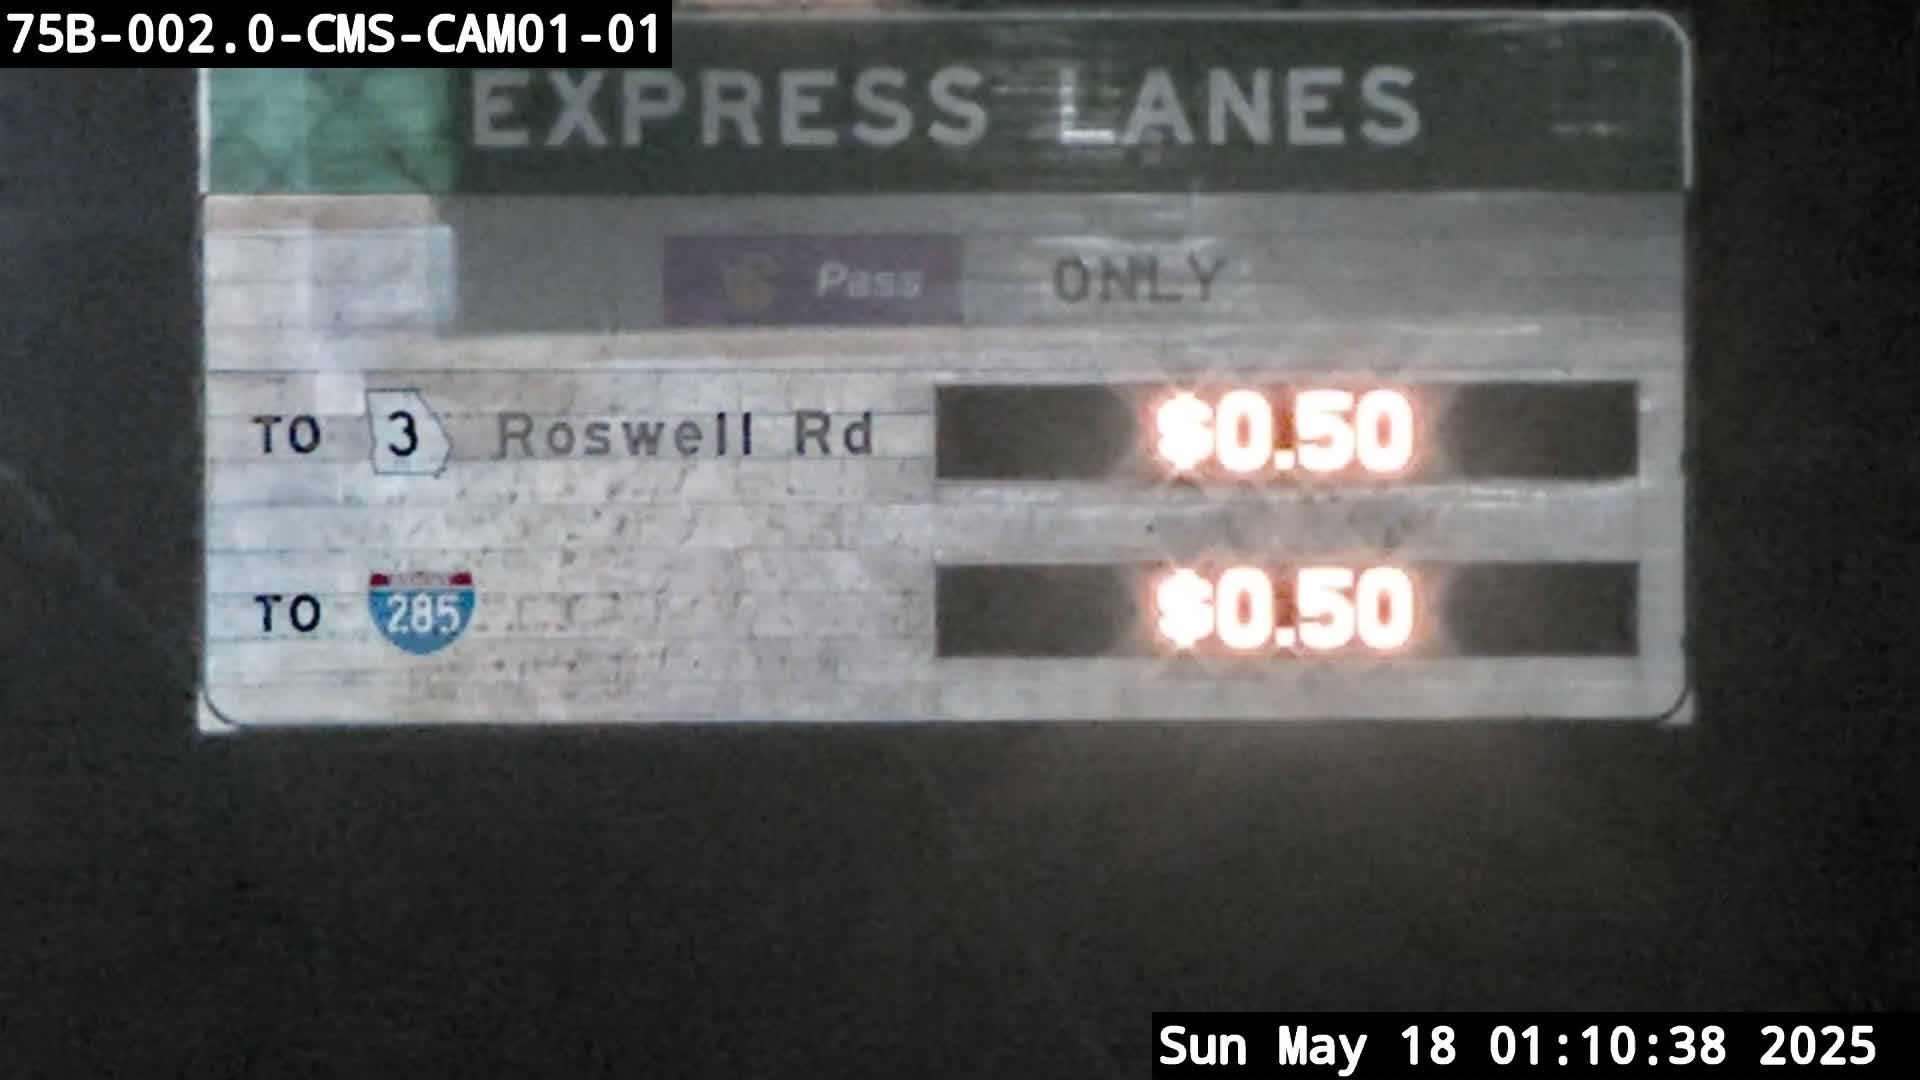 75B-002.0-CMS-CAM01-01
EXPRESS LANES
Pass ONLY
TO 3 Roswell Rd $0.50
TO 285 $0.50
Sun May 18 01:10:38 2025